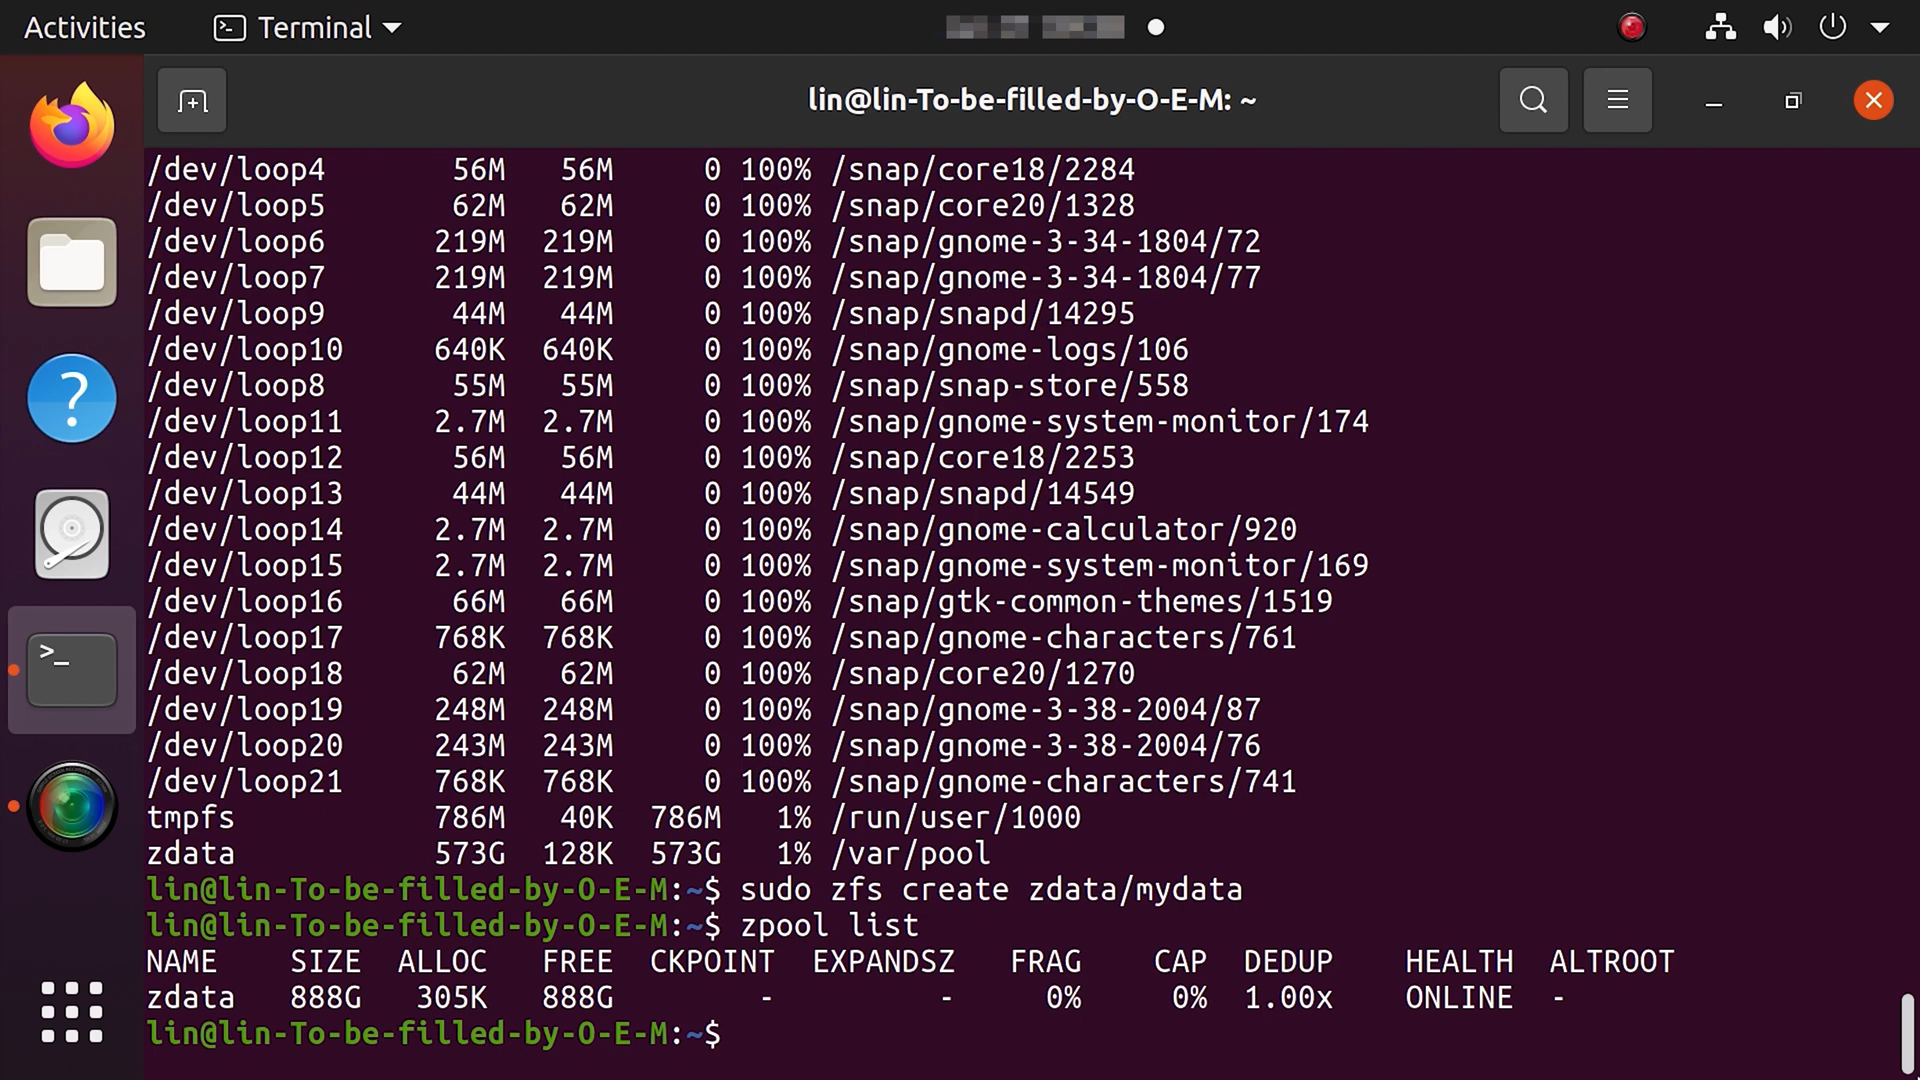 Activities
Terminal
lin@lin-To-be-filled-by-O-E-M: ~
/dev/loop4 56M 56M 0 100% /snap/core18/2284
/dev/loop5 62M 62M 0 100% /snap/core20/1328
/dev/loop6 219M 219M 0 100% /snap/gnome-3-34-1804/72
/dev/loop7 219M 219M 0 100% /snap/gnome-3-34-1804/77
/dev/loop9 44M 44M 0 100% /snap/snapd/14295
/dev/loop10 640K 640K 0 100% /snap/gnome-logs/106
/dev/loop8 55M 55M 0 100% /snap/snap-store/558
/dev/loop11 2.7M 2.7M 0 100% /snap/gnome-system-monitor/174
/dev/loop12 56M 56M 0 100% /snap/core18/2253
/dev/loop13 44M 44M 0 100% /snap/snapd/14549
/dev/loop14 2.7M 2.7M 0 100% /snap/gnome-calculator/920
/dev/loop15 2.7M 2.7M 0 100% /snap/gnome-system-monitor/169
/dev/loop16 66M 66M 0 100% /snap/gtk-common-themes/1519
/dev/loop17 768K 768K 0 100% /snap/gnome-characters/761
/dev/loop18 62M 62M 0 100% /snap/core20/1270
/dev/loop19 248M 248M 0 100% /snap/gnome-3-38-2004/87
/dev/loop20 243M 243M 0 100% /snap/gnome-3-38-2004/76
/dev/loop21 768K 768K 0 100% /snap/gnome-characters/741
tmpfs 786M 40K 786M 1% /run/user/1000
zdata 573G 128K 573G 1% /var/pool
lin@lin-To-be-filled-by-O-E-M:~$ sudo zfs create zdata/mydata
lin@lin-To-be-filled-by-O-E-M:~$ zpool list
NAME SIZE ALLOC FREE CKPOINT EXPANDSZ FRAG CAP DEDUP HEALTH ALTROOT
zdata 888G 305K 888G - - 0% 0% 1.00x ONLINE -
lin@lin-To-be-filled-by-O-E-M:~$